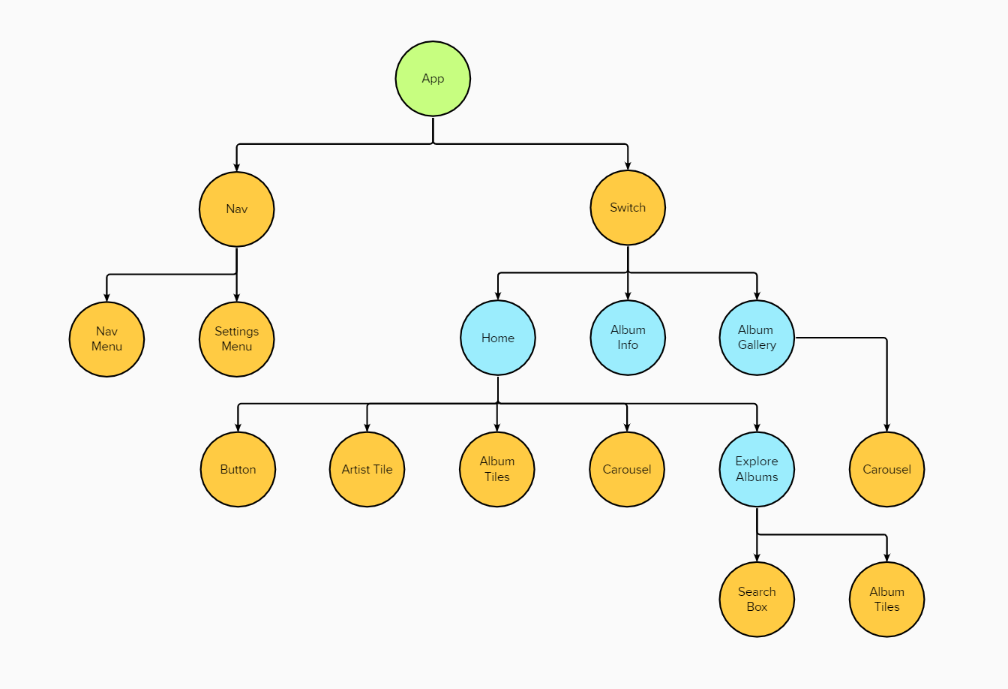 App
Nav
Switch
Nav
Menu
Settings
Menu
Home
Album
Info
Album
Gallery
Button
Artist Tile
Album
Tiles
Carousel
Explore
Albums
Carousel
Search
Box
Album
Tiles